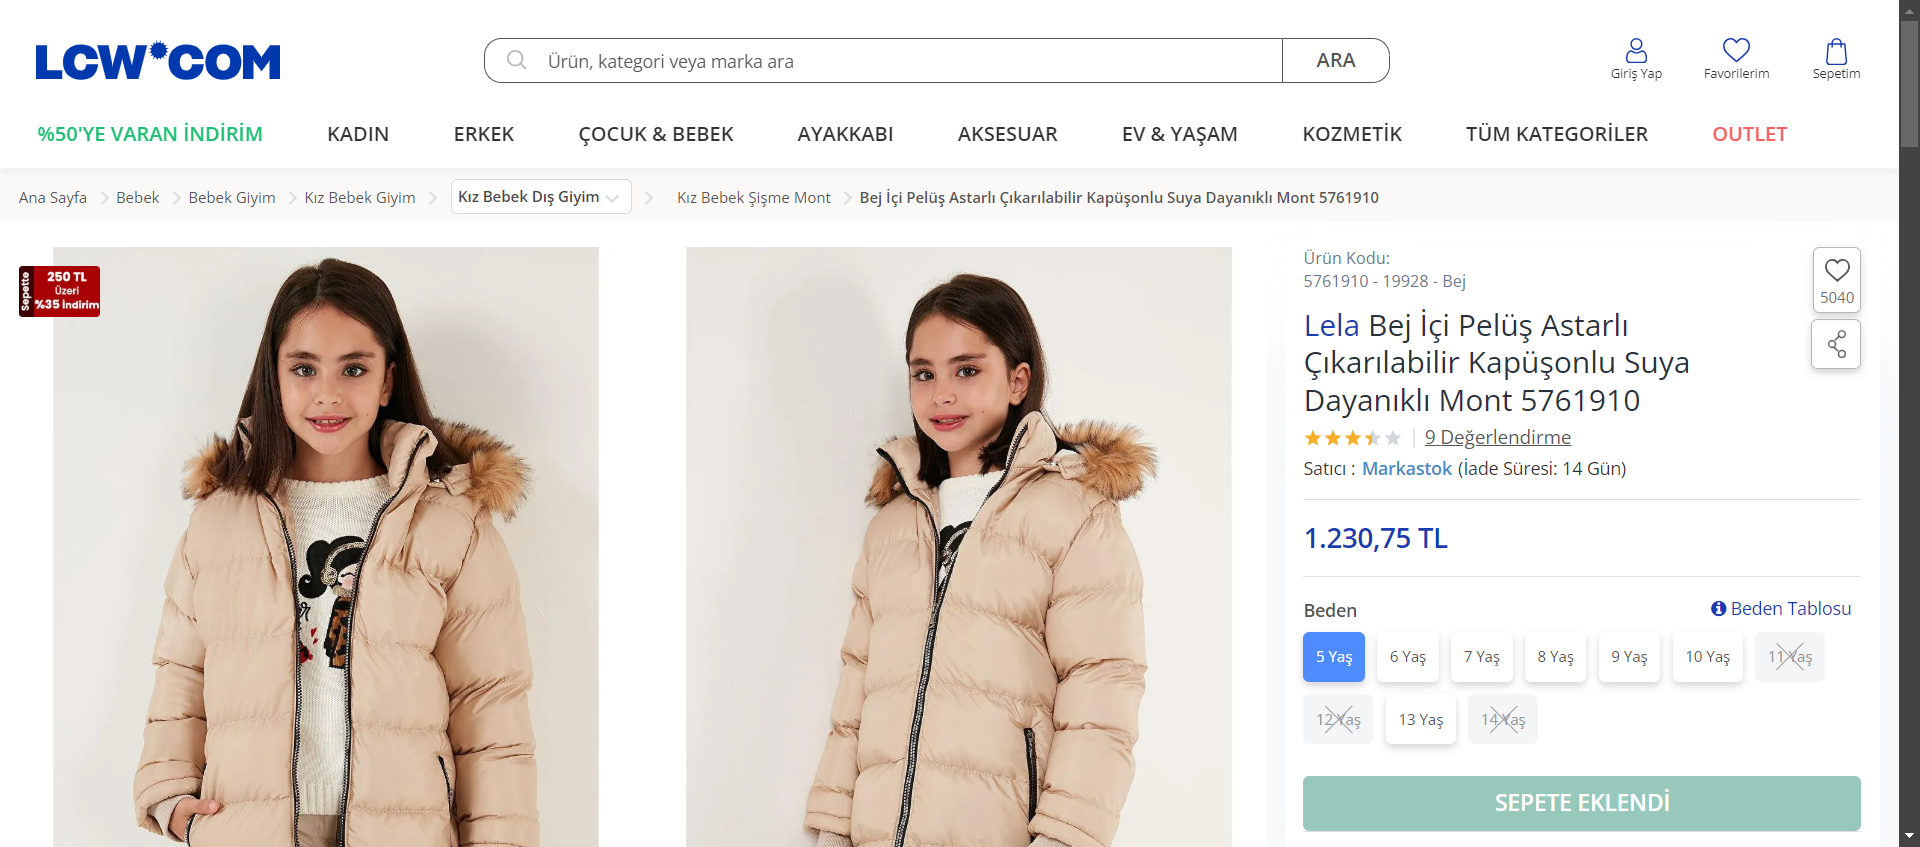 LCW COM
Ürün, kategori veya marka ara
ARA
Giriş Yap
Favorilerim
Sepetim
%50'YE VARAN İNDİRİM
KADIN
ERKEK
ÇOCUK & BEBEK
AYAKKABI
AKSESUAR
EV & YAŞAM
KOZMETİK
TÜM KATEGORİLER
OUTLET
Ana Sayfa
Bebek
Bebek Giyim
Kız Bebek Giyim
Kız Bebek Dış Giyim
Kız Bebek Şişme Mont
Bej İçi Pelüş Astarlı Çıkarılabilir Kapüşonlu Suya Dayanıklı Mont 5761910
Sepette
250 TL
Üzeri
%35 İndirim
Ürün Kodu:
5761910 - 19928 - Bej
5040
Lela Bej İçi Pelüş Astarlı
Çıkarılabilir Kapüşonlu Suya
Dayanıklı Mont 5761910
9 Değerlendirme
Satıcı : Markastok (İade Süresi: 14 Gün)
1.230,75 TL
Beden
Beden Tablosu
5 Yaş
6 Yaş
7 Yaş
8 Yaş
9 Yaş
10 Yaş
11 Yaş
12 Yaş
13 Yaş
14 Yaş
SEPETE EKLENDİ